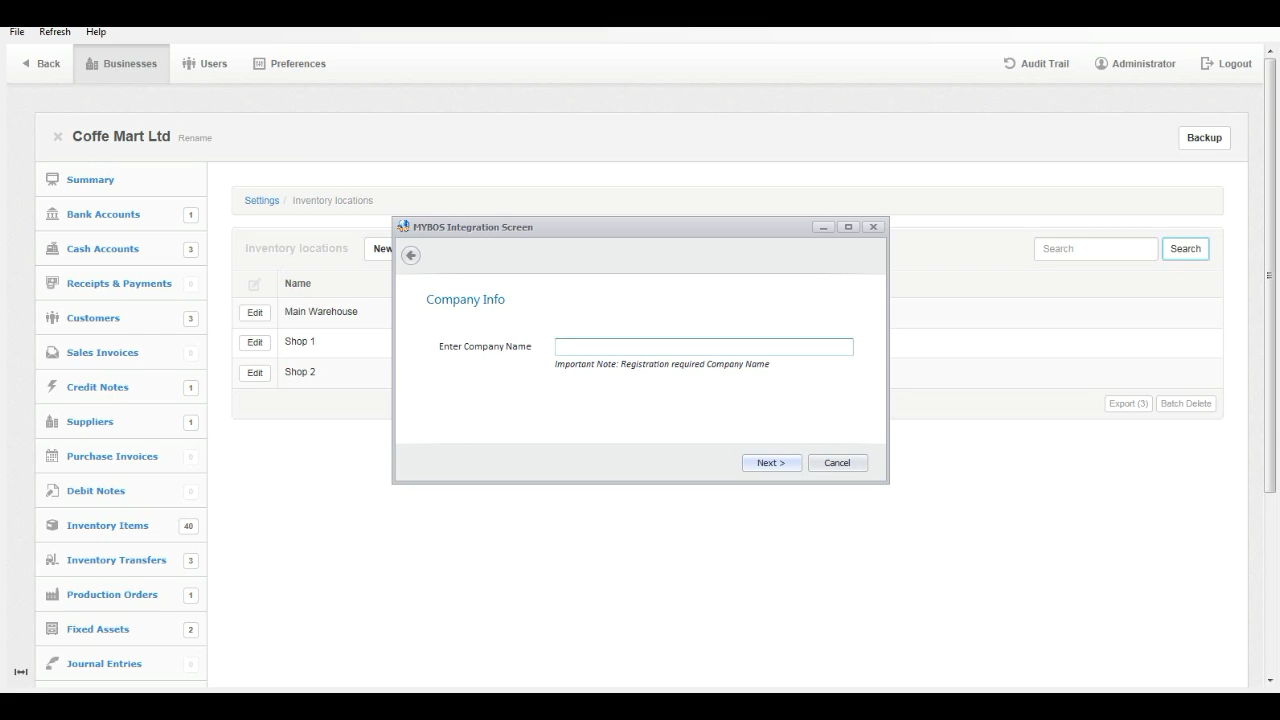 File Refresh Help
Back Businesses Users Preferences Audit Trail Administrator Logout
Coffe Mart Ltd Rename Backup
Summary
Bank Accounts 1
Cash Accounts 3
Receipts & Payments 0
Customers 3
Sales Invoices 0
Credit Notes 1
Suppliers 1
Purchase Invoices 0
Debit Notes 0
Inventory Items 40
Inventory Transfers 3
Production Orders 1
Fixed Assets 2
Journal Entries 0
Settings / Inventory locations
Inventory locations New Search Search
Name
Edit Main Warehouse
Edit Shop 1
Edit Shop 2
Export (3) Batch Delete
MYBOS Integration Screen
Company Info
Enter Company Name
Important Note: Registration required Company Name
Next > Cancel